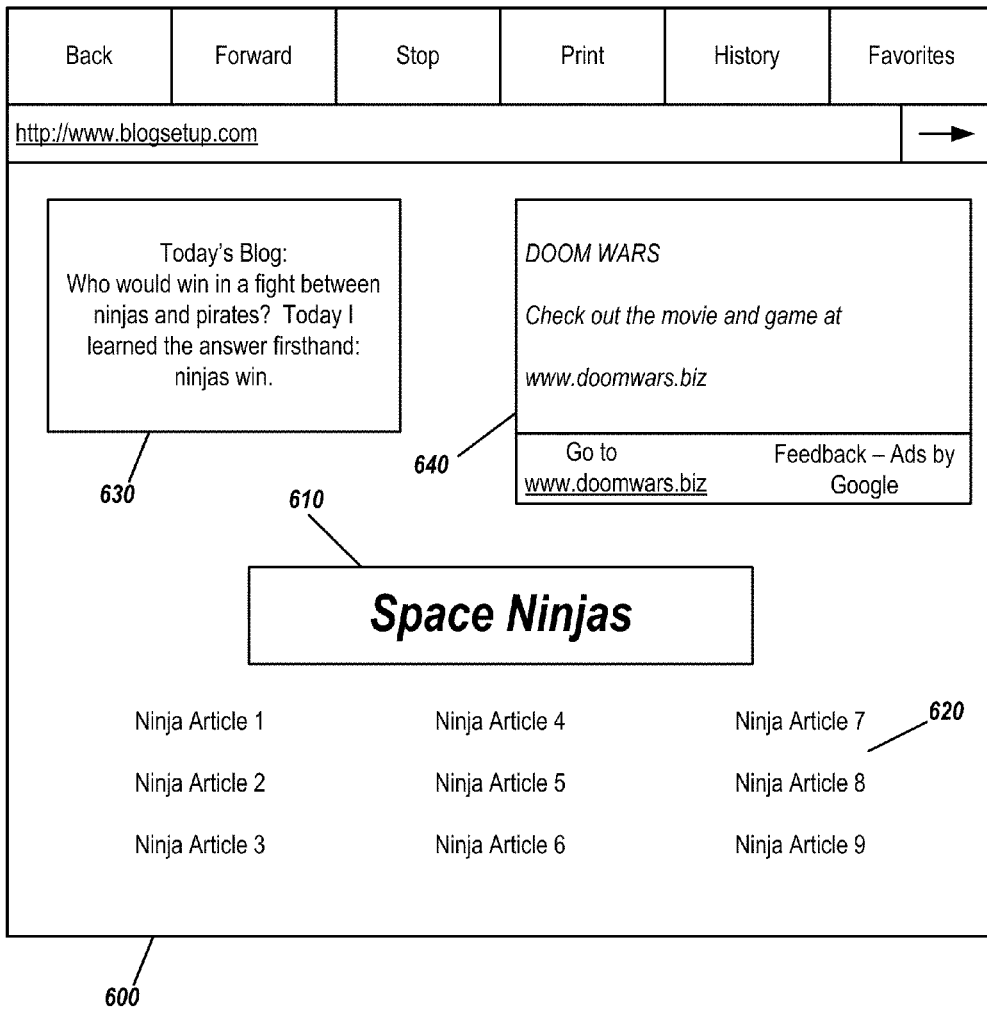 Back Forward Stop Print History Favorites
http://www.blogsetup.com
Today's Blog:
Who would win in a fight between
ninjas and pirates? Today I
learned the answer firsthand:
ninjas win.
630
DOOM WARS
Check out the movie and game at
www.doomwars.biz
Go to
www.doomwars.biz
Feedback – Ads by
Google
640
610
Space Ninjas
Ninja Article 1 Ninja Article 4 Ninja Article 7
620
Ninja Article 2 Ninja Article 5 Ninja Article 8
Ninja Article 3 Ninja Article 6 Ninja Article 9
600